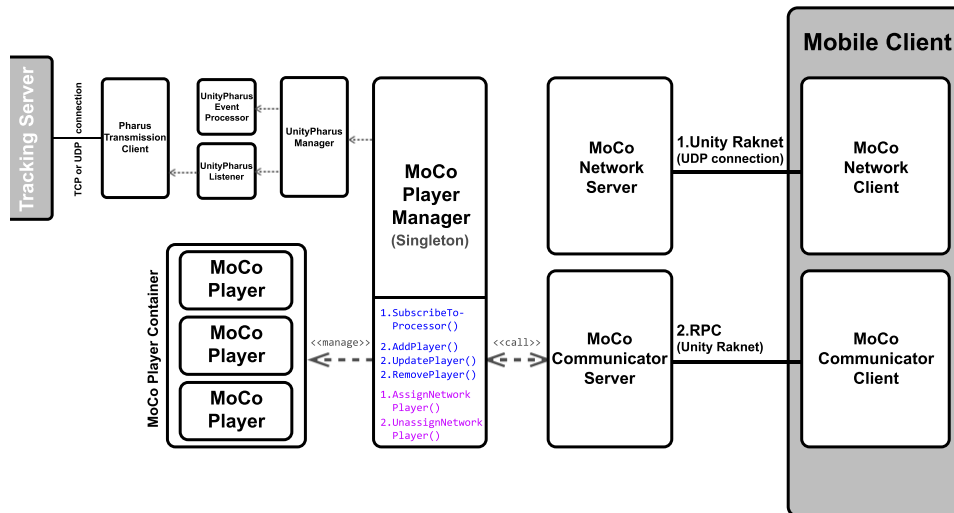 Tracking Server
TCP or UDP connection
Pharus
Transmission
Client
UnityPharus
Event
Processor
UnityPharus
Listener
UnityPharus
Manager
MoCo
Player
Manager
(Singleton)
1.SubscribeTo-
Processor()
2.AddPlayer()
2.UpdatePlayer()
2.RemovePlayer()
1.AssignNetwork
Player()
2.UnassignNetwork
Player()
MoCo Player Container
MoCo
Player
MoCo
Player
MoCo
Player
<<manage>>
<<call>>
MoCo
Network
Server
1.Unity Raknet
(UDP connection)
MoCo
Communicator
Server
2.RPC
(Unity Raknet)
Mobile Client
MoCo
Network
Client
MoCo
Communicator
Client